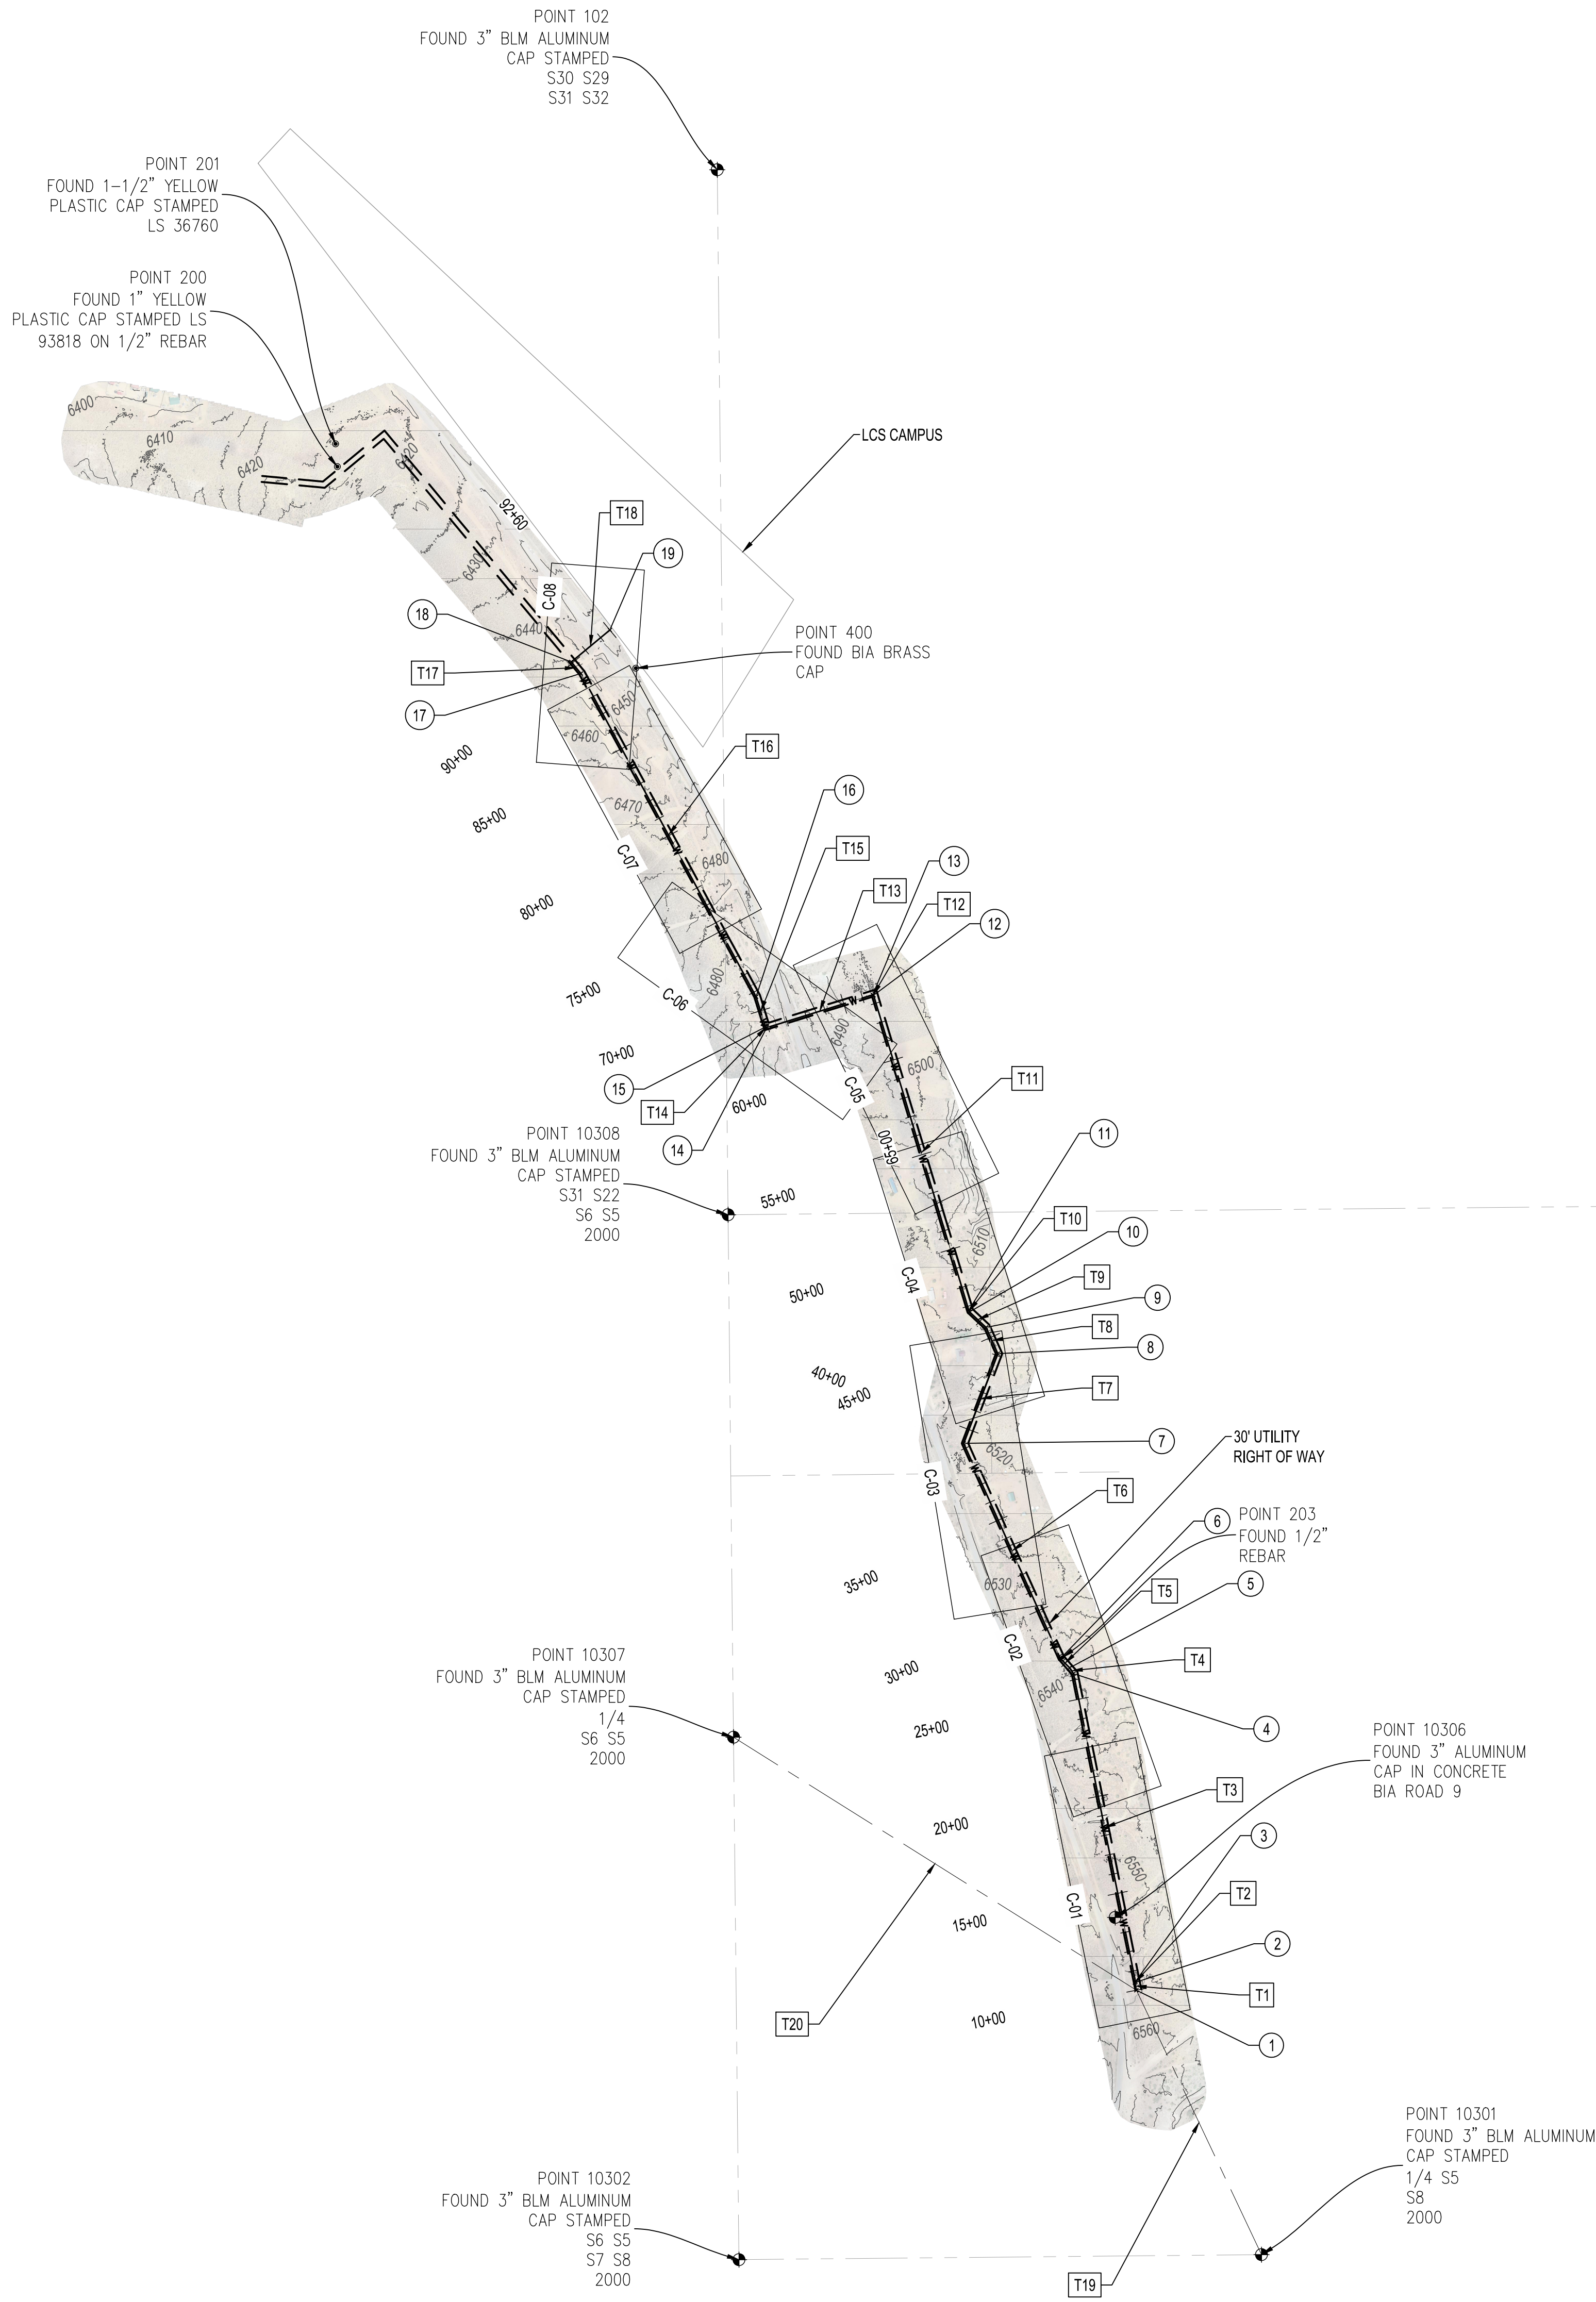 POINT 102
FOUND 3" BLM ALUMINUM
CAP STAMPED
S30 S29
S31 S32
POINT 201
FOUND 1-1/2" YELLOW
PLASTIC CAP STAMPED
LS 36760
POINT 200
FOUND 1" YELLOW
PLASTIC CAP STAMPED LS
93818 ON 1/2" REBAR
6400
6410
6420
6420
LCS CAMPUS
92+60
T18
19
6430
C-08
18
6440
POINT 400
FOUND BIA BRASS
CAP
T17
17
6450
6460
T16
90+00
16
6470
85+00
T15
C-07
6480
13
T13
T12
80+00
12
6480
75+00
C-06
6490
70+00
6500
T11
15
C-05
60+00
T14
14
65+00
11
POINT 10308
FOUND 3" BLM ALUMINUM
CAP STAMPED
S31 S22
S6 S5
2000
55+00
T10
10
6510
C-04
T9
50+00
9
T8
8
40+00
T7
45+00
7
30' UTILITY
RIGHT OF WAY
6520
C-03
T6
6
POINT 203
FOUND 1/2"
REBAR
6530
35+00
5
T5
C-02
T4
30+00
6540
4
POINT 10307
FOUND 3" BLM ALUMINUM
CAP STAMPED
1/4
S6 S5
2000
25+00
POINT 10306
FOUND 3" ALUMINUM
CAP IN CONCRETE
BIA ROAD 9
T3
20+00
3
6550
T2
C-01
15+00
2
T1
T20
10+00
6560
1
POINT 10301
FOUND 3" BLM ALUMINUM
CAP STAMPED
1/4 S5
S8
2000
POINT 10302
FOUND 3" BLM ALUMINUM
CAP STAMPED
S6 S5
S7 S8
2000
T19